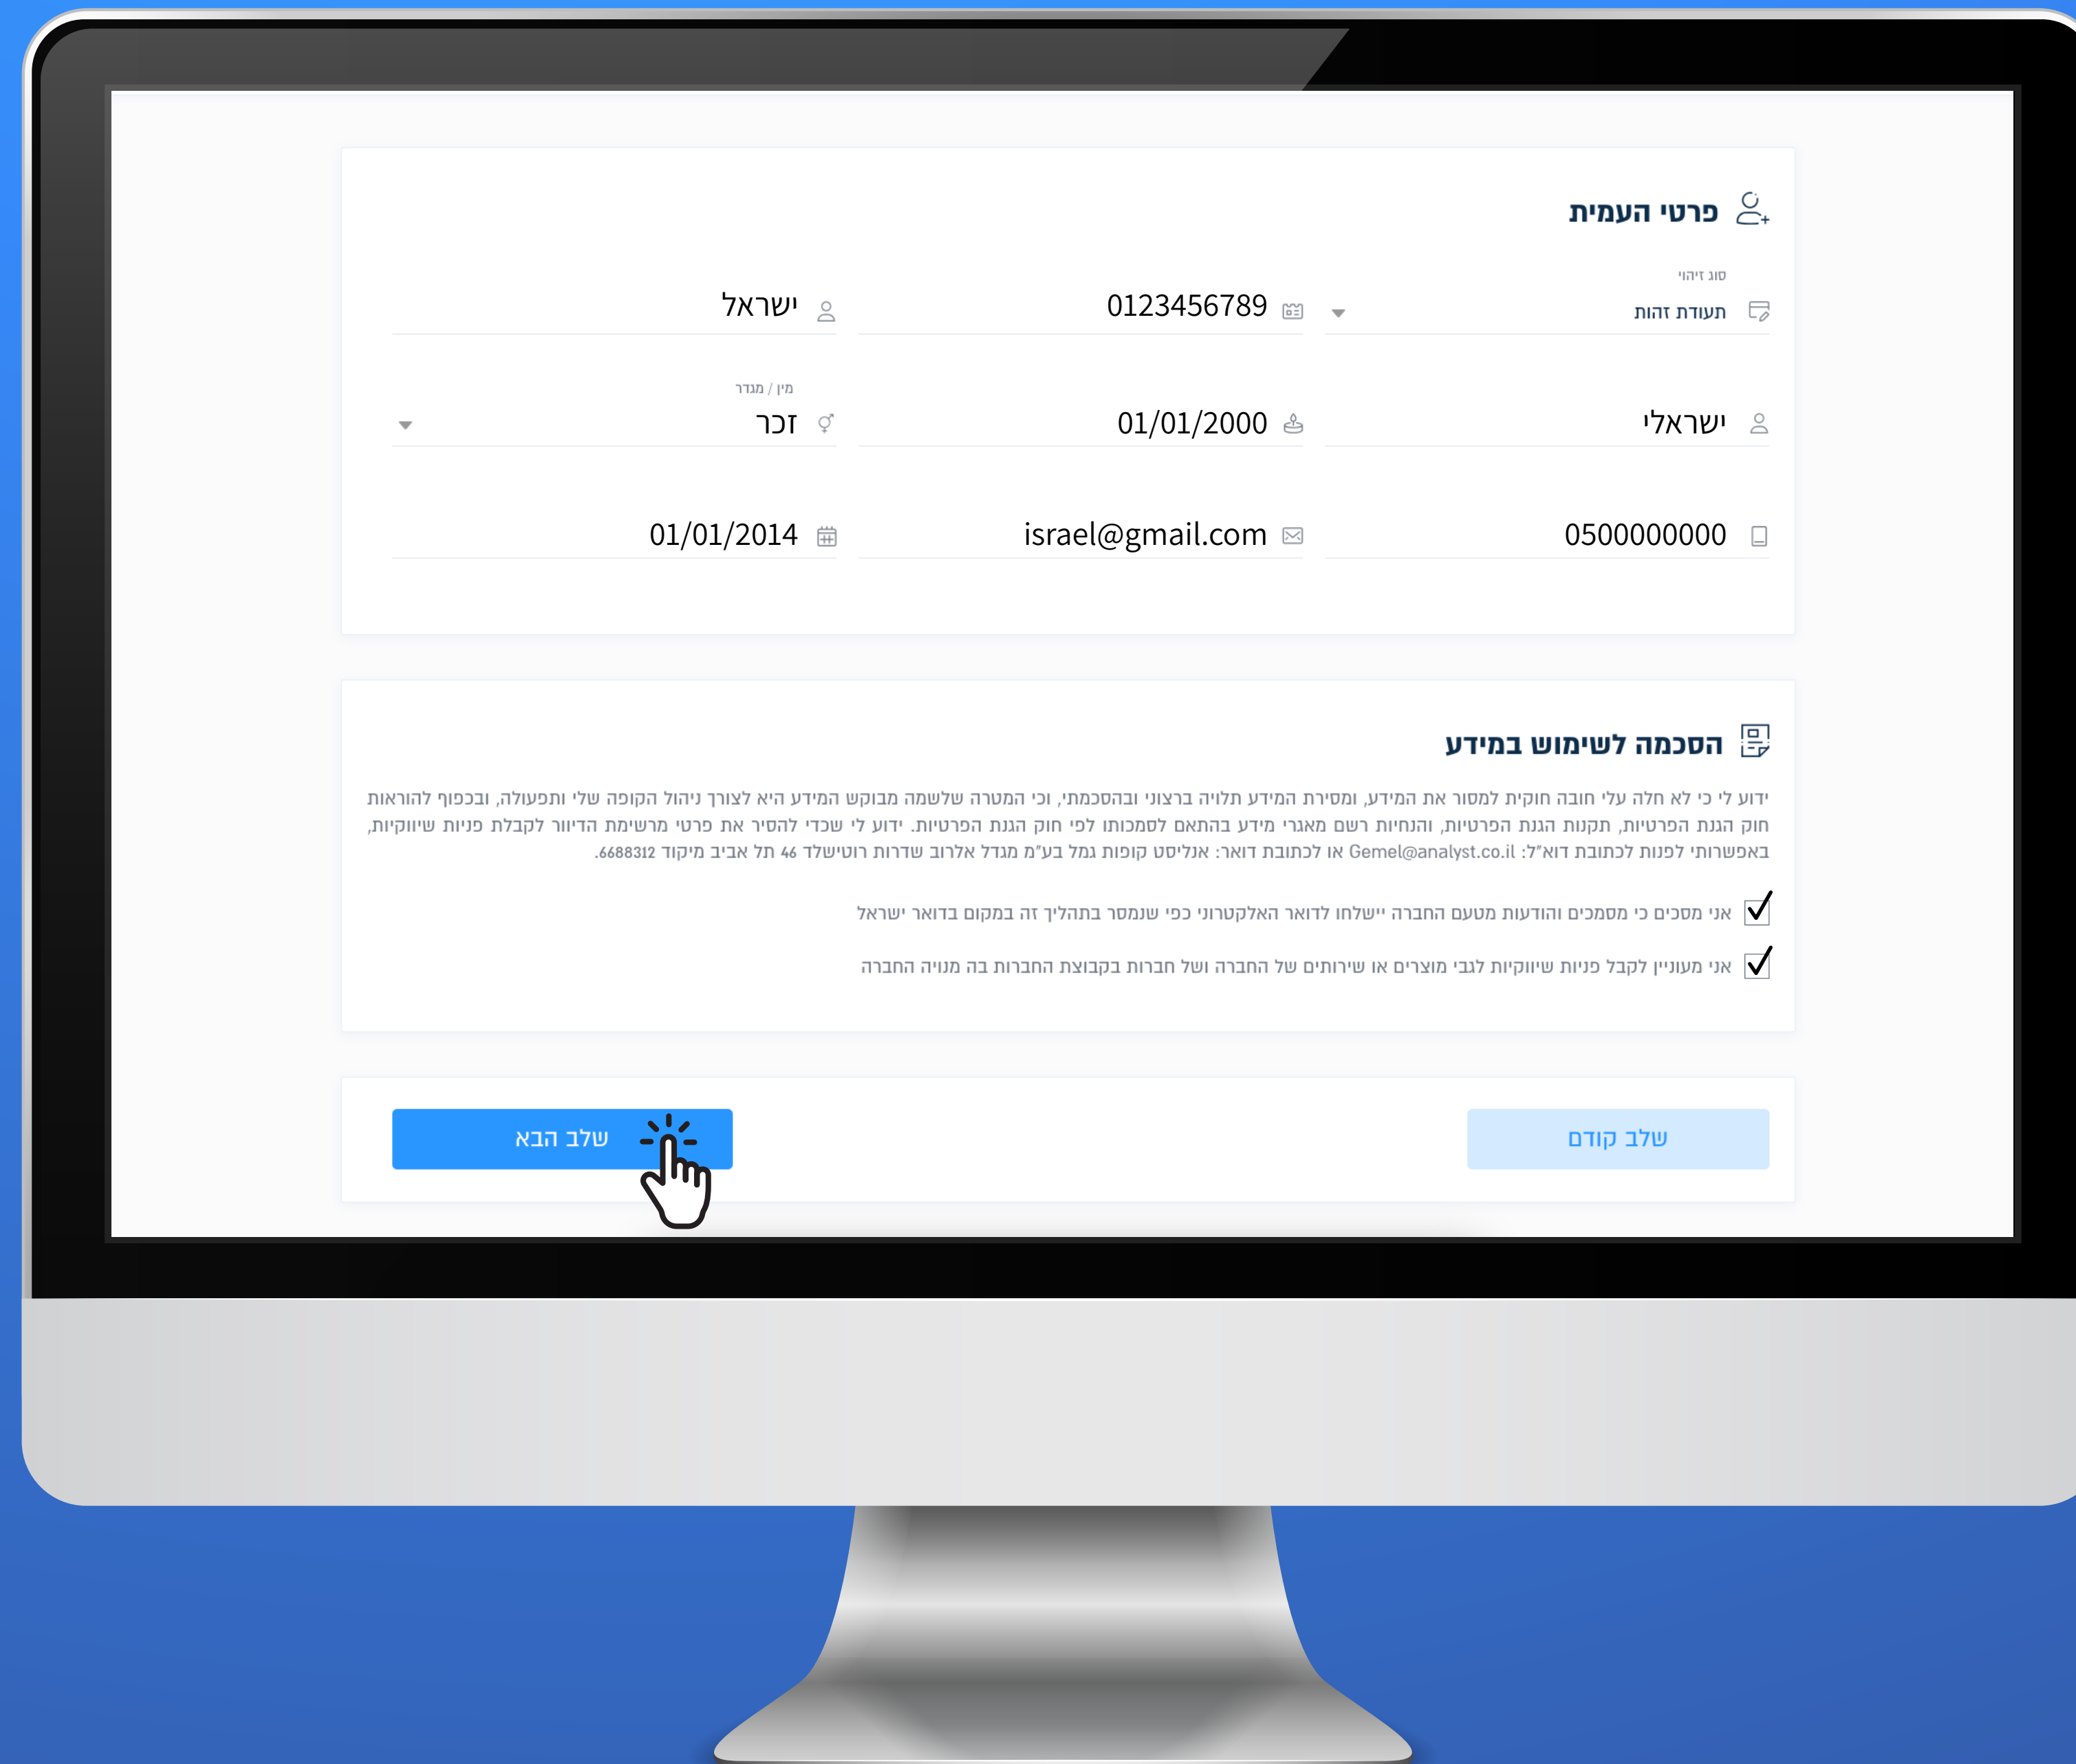 פרטי העמית
סוג זיהוי
תעודת זהות
0123456789
ישראל
ישראלי
01/01/2000
מין / מגדר
זכר
0500000000
israel@gmail.com
01/01/2014
הסכמה לשימוש במידע
ידוע לי כי לא חלה עלי חובה חוקית למסור את המידע, ומסירת המידע תלויה ברצוני ובהסכמתי, וכי המטרה שלשמה מבוקש המידע היא לצורך ניהול הקופה שלי ותפעולה, ובכפוף להוראות
חוק הגנת הפרטיות, תקנות הגנת הפרטיות, והנחיות רשם מאגרי מידע בהתאם לסמכותו לפי חוק הגנת הפרטיות. ידוע לי שכדי להסיר את פרטי מרשימת הדיוור לקבלת פניות שיווקיות,
באפשרותי לפנות לכתובת דוא"ל: Gemel@analyst.co.il או לכתובת דואר: אנליסט קופות גמל בע"מ מגדל אלרוב שדרות רוטישלד 46 תל אביב מיקוד 6688312.
אני מסכים כי מסמכים והודעות מטעם החברה יישלחו לדואר האלקטרוני כפי שנמסר בתהליך זה במקום בדואר ישראל
אני מעוניין לקבל פניות שיווקיות לגבי מוצרים או שירותים של החברה ושל חברות בקבוצת החברות בה מנויה החברה
שלב קודם
שלב הבא